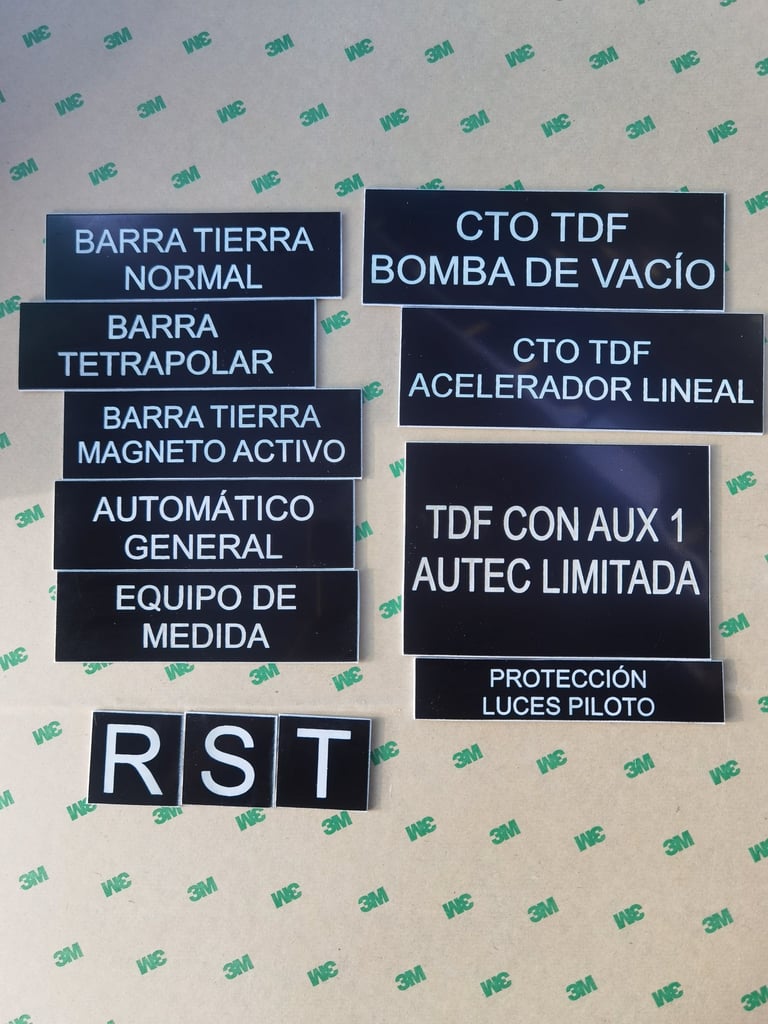 BARRA TIERRA
NORMAL
BARRA
TETRAPOLAR
BARRA TIERRA
MAGNETO ACTIVO
AUTOMÁTICO
GENERAL
EQUIPO DE
MEDIDA
R S T
CTO TDF
BOMBA DE VACÍO
CTO TDF
ACELERADOR LINEAL
TDF CON AUX 1
AUTEC LIMITADA
PROTECCIÓN
LUCES PILOTO
3M